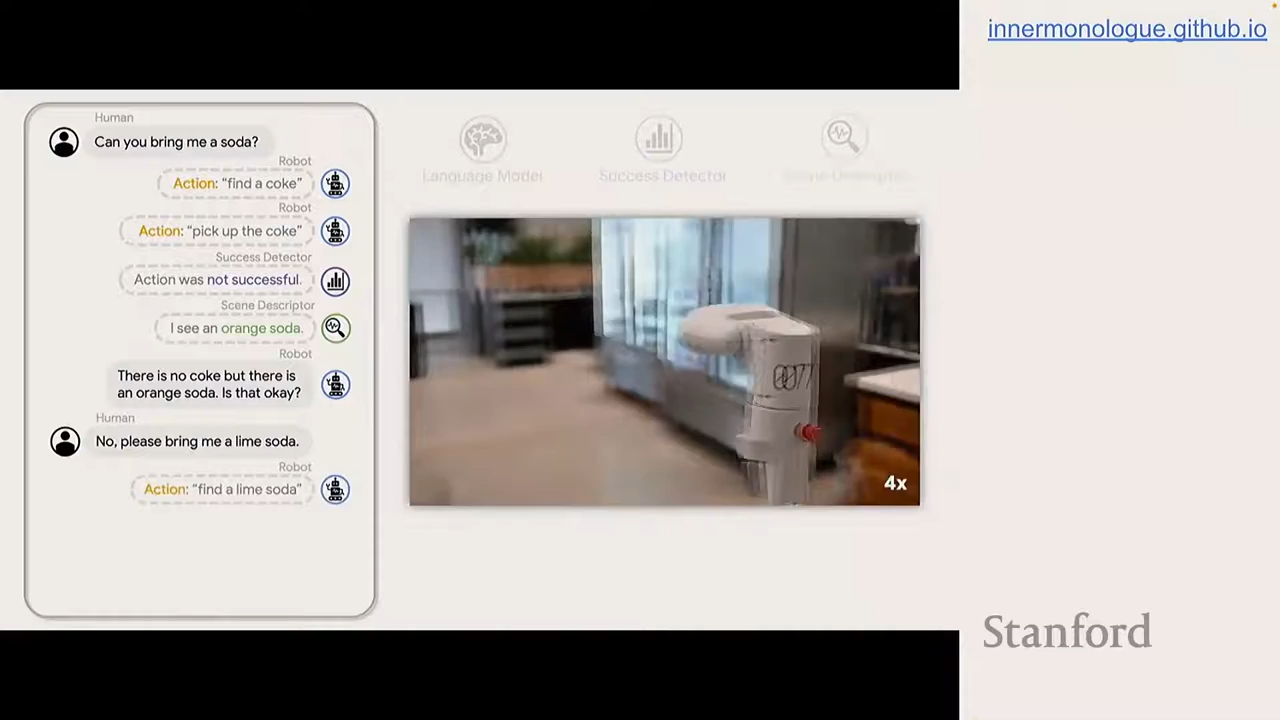 innermonologue.github.io
Human
Can you bring me a soda?
Robot
Action: “find a coke”
Robot
Action: “pick up the coke”
Success Detector
Action was not successful.
Scene Descriptor
I see an orange soda.
Robot
There is no coke but there is
an orange soda. Is that okay?
Human
No, please bring me a lime soda.
Robot
Action: “find a lime soda”
Language Model
Success Detector
Scene Descriptor
0077
4x
Stanford